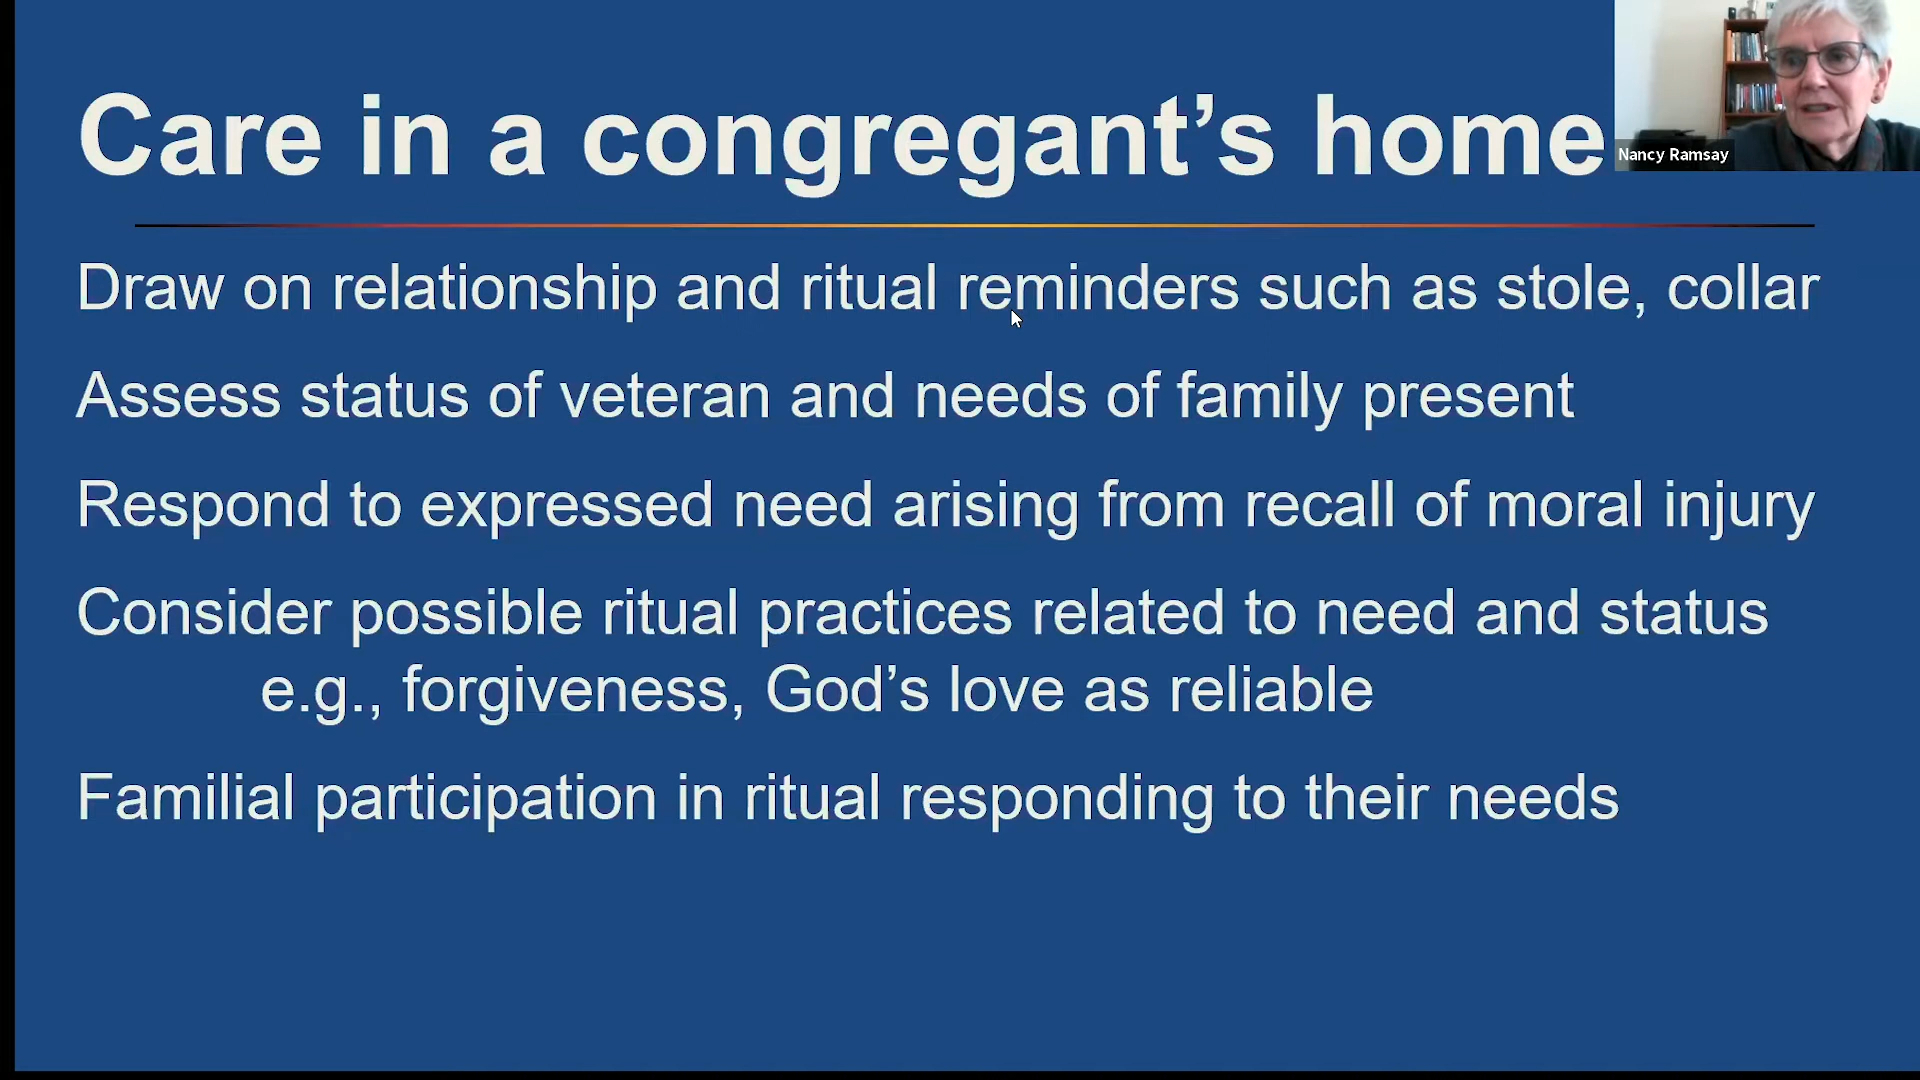 Care in a congregant’s home
Nancy Ramsay
Draw on relationship and ritual reminders such as stole, collar
Assess status of veteran and needs of family present
Respond to expressed need arising from recall of moral injury
Consider possible ritual practices related to need and status
e.g., forgiveness, God’s love as reliable
Familial participation in ritual responding to their needs